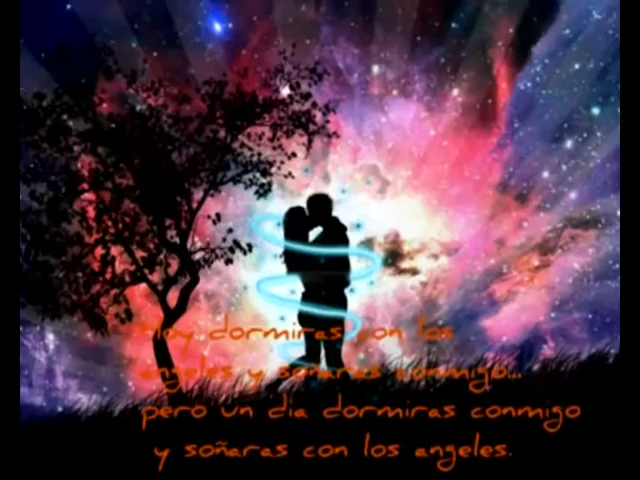 Hoy dormiras con los
angeles y soñaras conmigo...
pero un dia dormiras conmigo
y soñaras con los angeles.